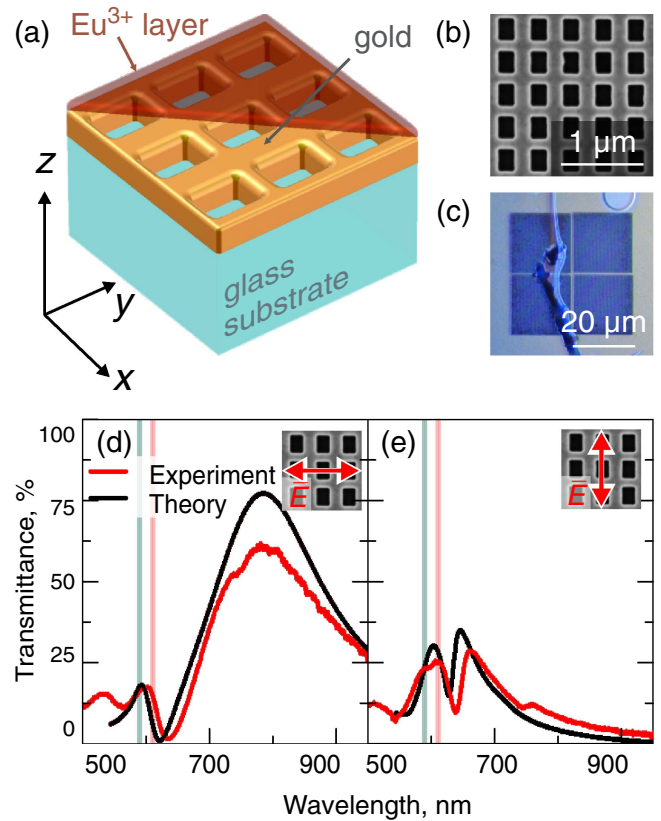 (a)
Eu³⁺ layer
gold
z
y
x
glass
substrate
(b)
1 μm
(c)
20 μm
Transmittance, %
100
75
50
25
0
(d)
Experiment
Theory
E̅
(e)
E̅
500
700
900
500
700
900
Wavelength, nm